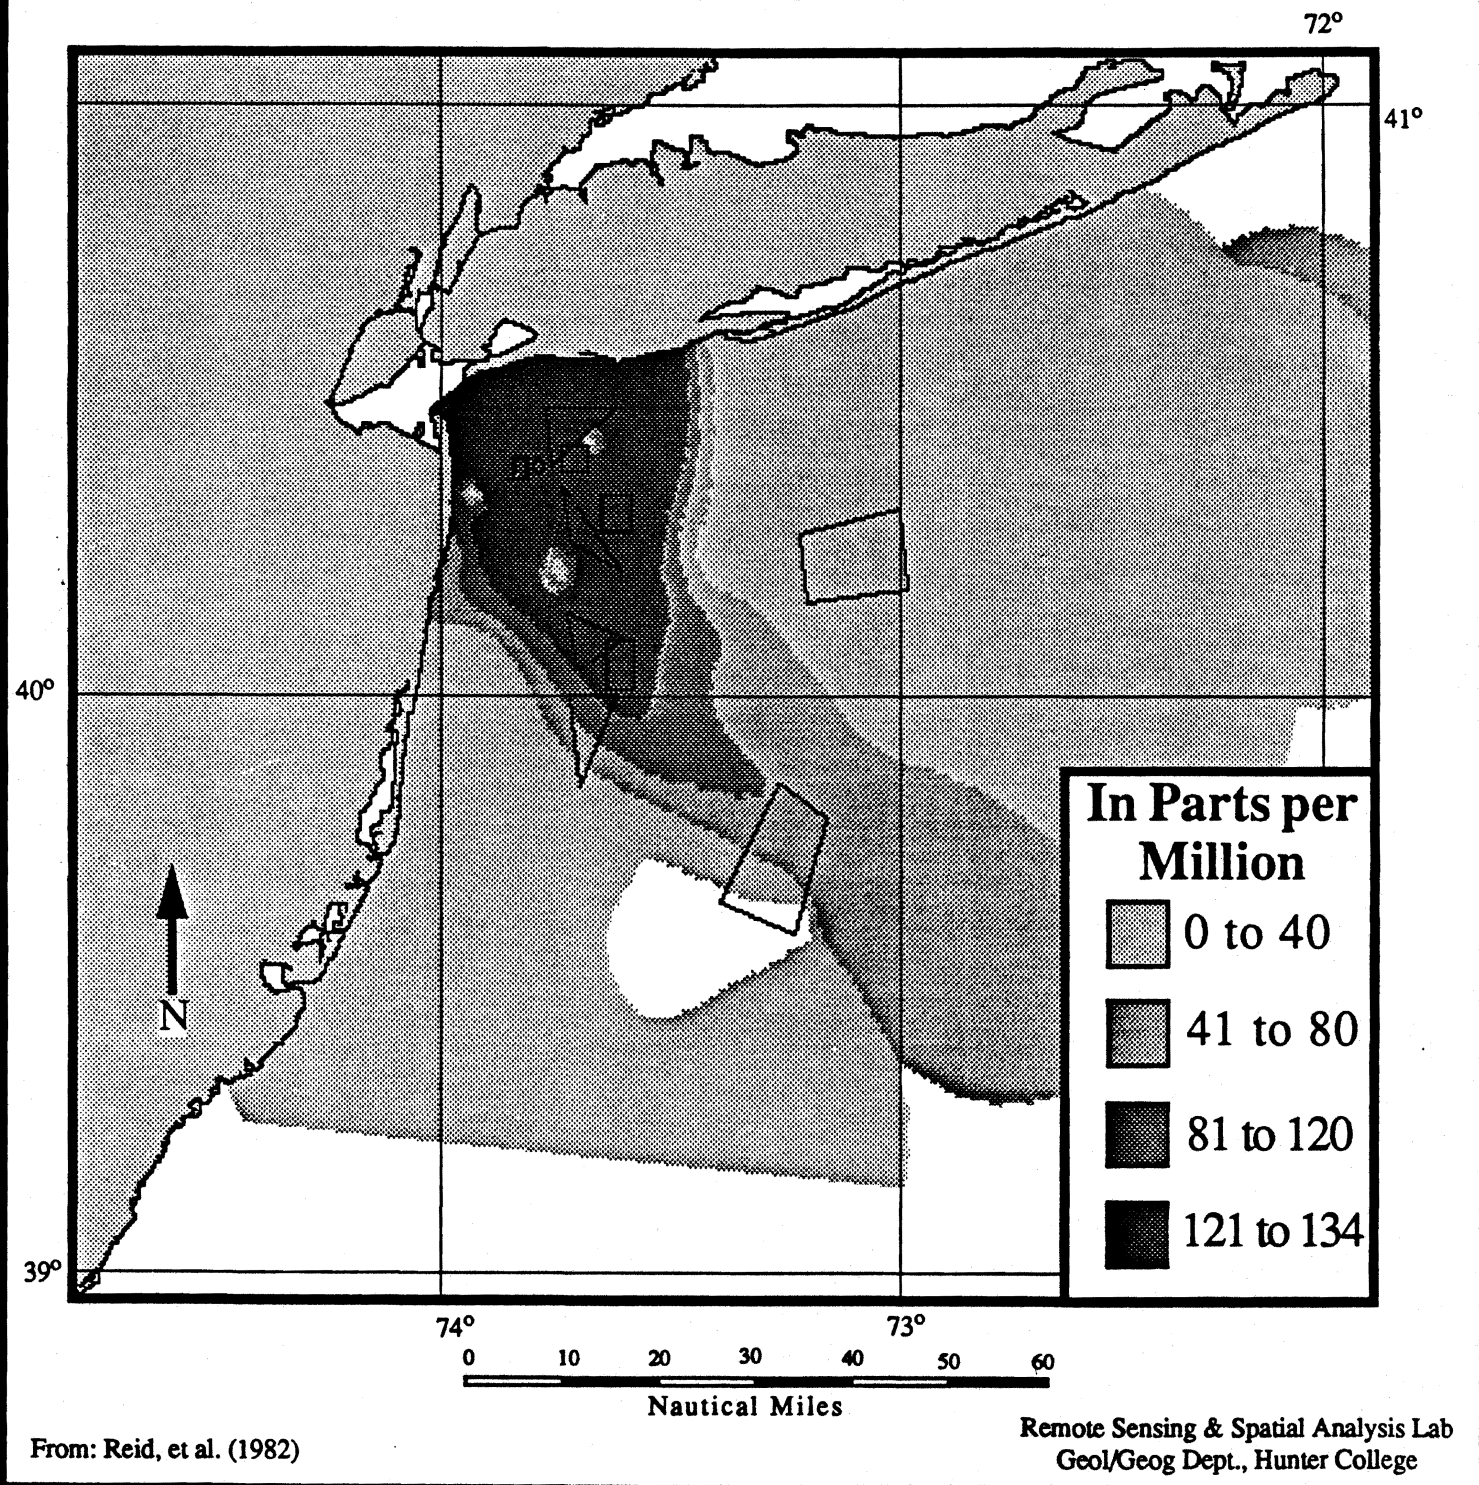 72°
41°
40°
In Parts per
Million
0 to 40
41 to 80
81 to 120
121 to 134
N
39°
74°
73°
0 10 20 30 40 50 60
Nautical Miles
Remote Sensing & Spatial Analysis Lab
From: Reid, et al. (1982)
Geol/Geog Dept., Hunter College